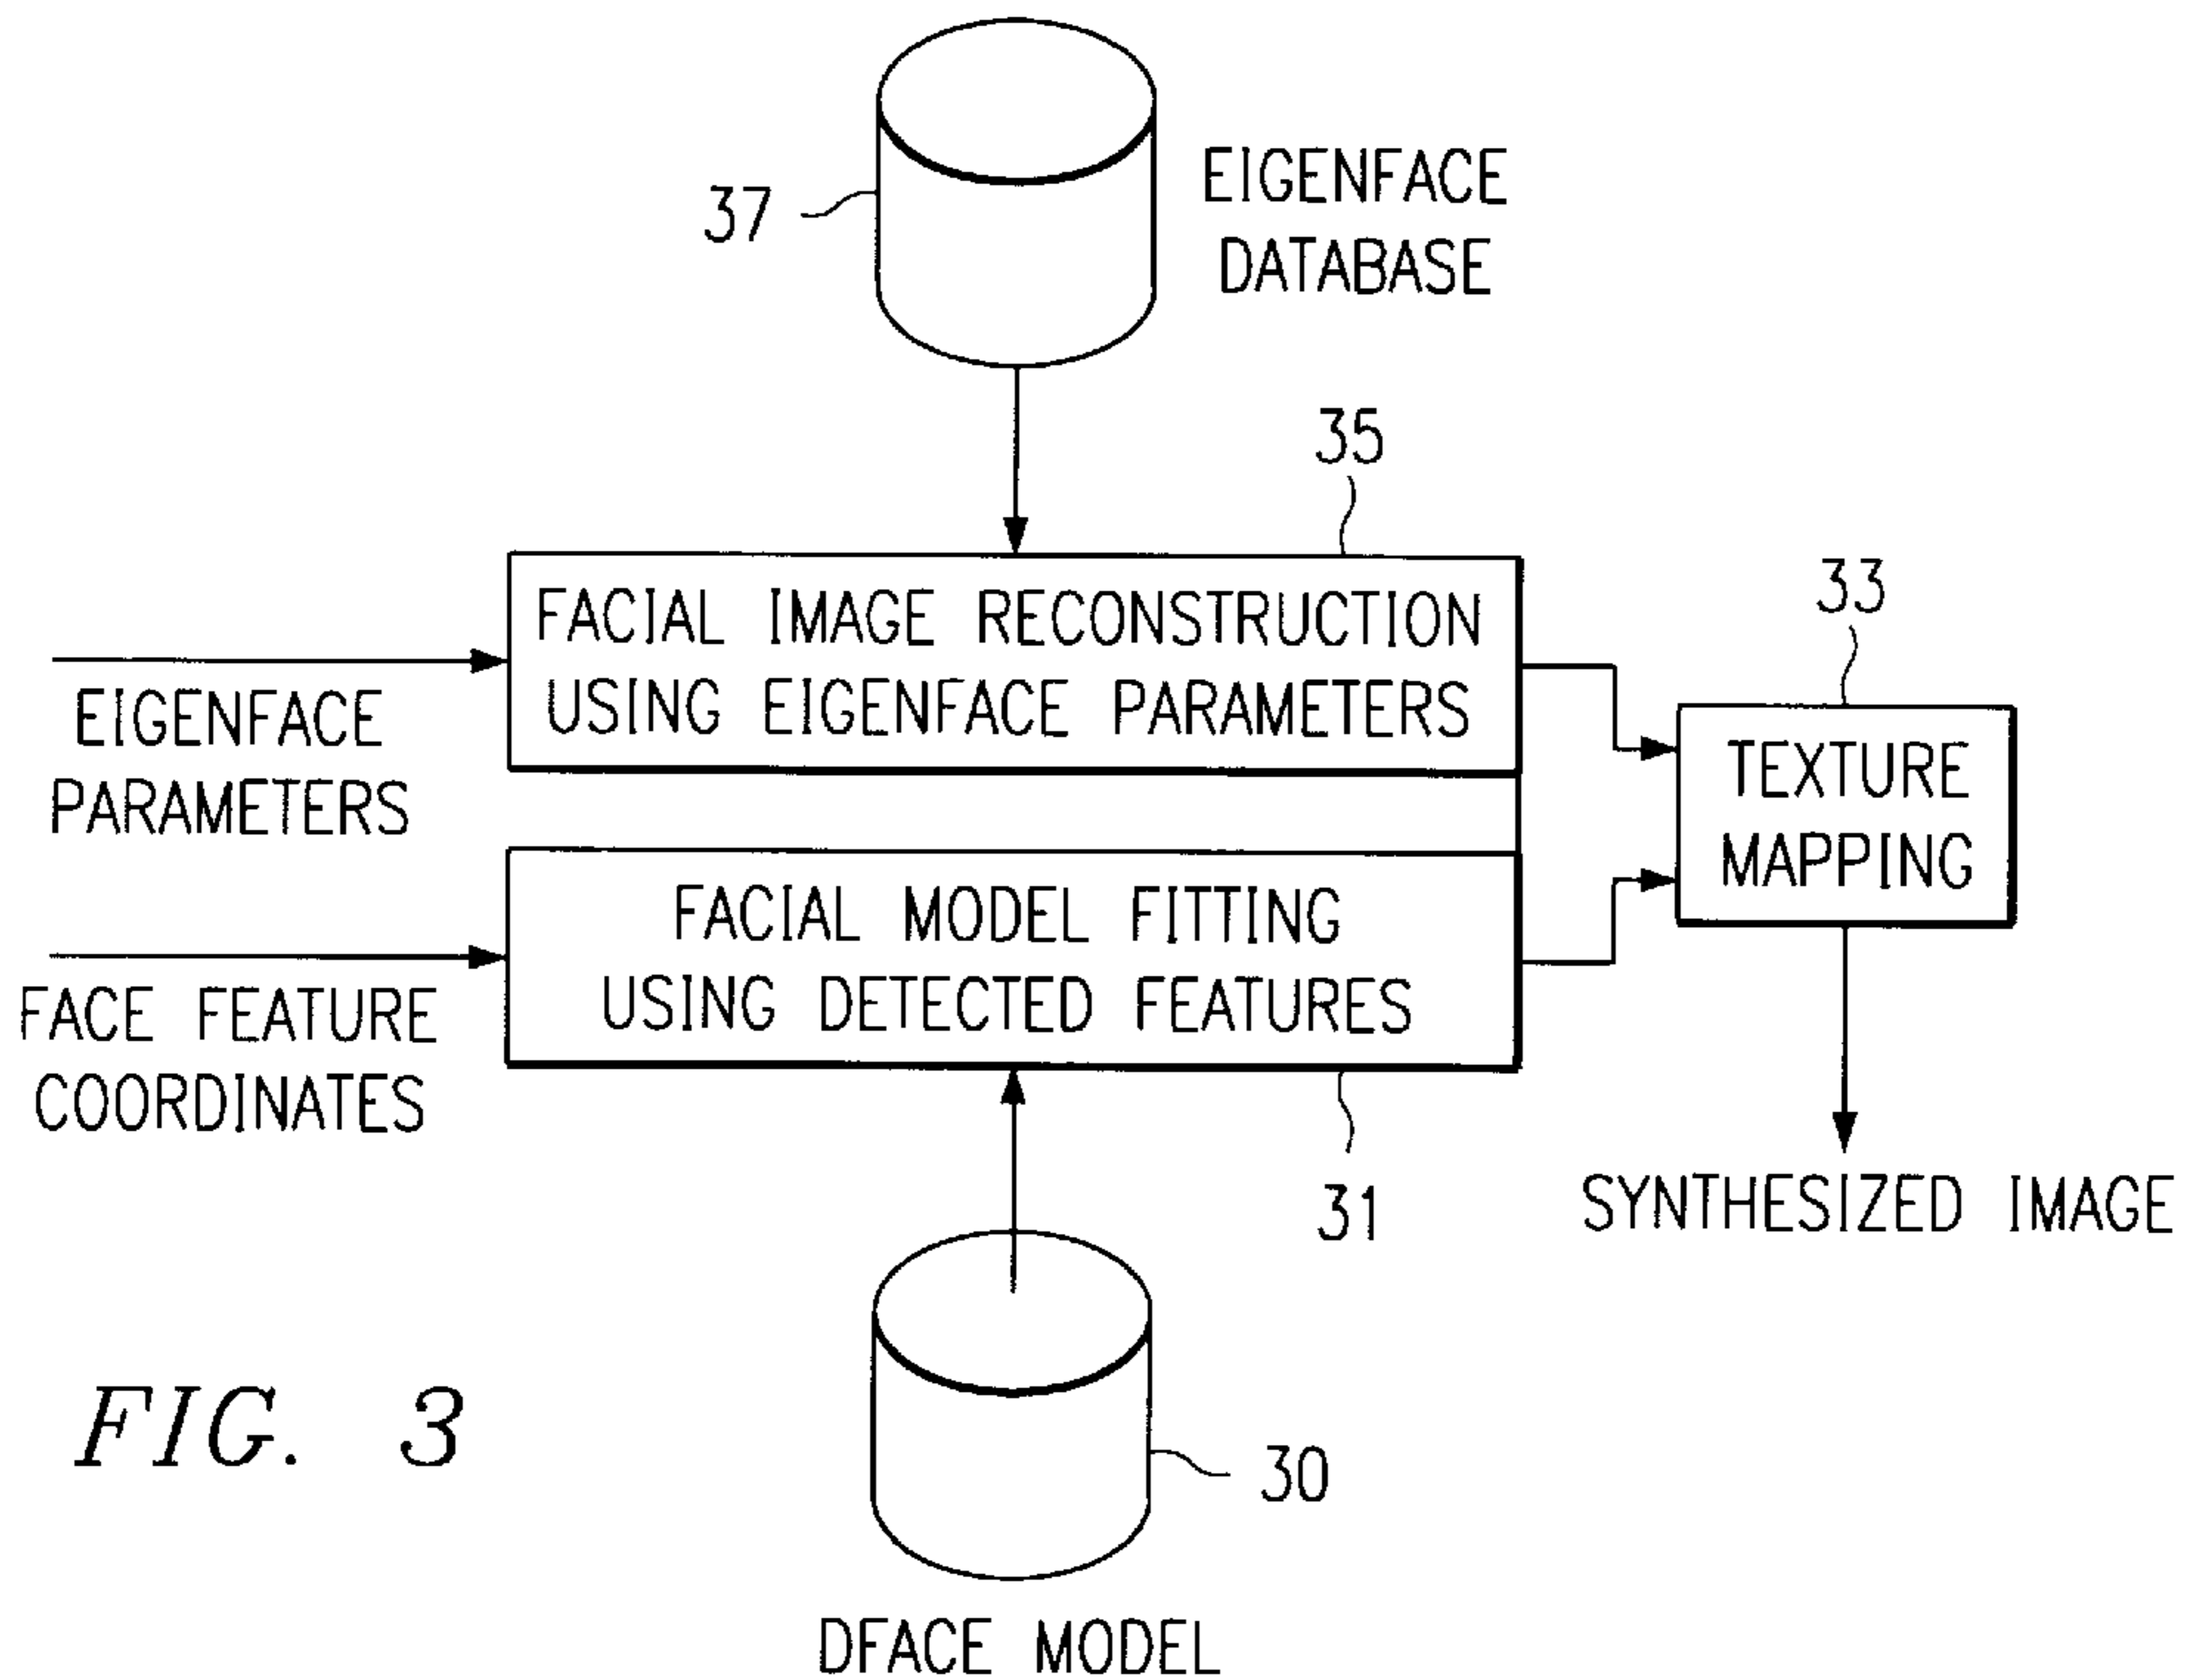 37
EIGENFACE
DATABASE
35
33
FACIAL IMAGE RECONSTRUCTION
USING EIGENFACE PARAMETERS
EIGENFACE
PARAMETERS
TEXTURE
MAPPING
FACIAL MODEL FITTING
USING DETECTED FEATURES
FACE FEATURE
COORDINATES
31
SYNTHESIZED IMAGE
FIG. 3
30
DFACE MODEL